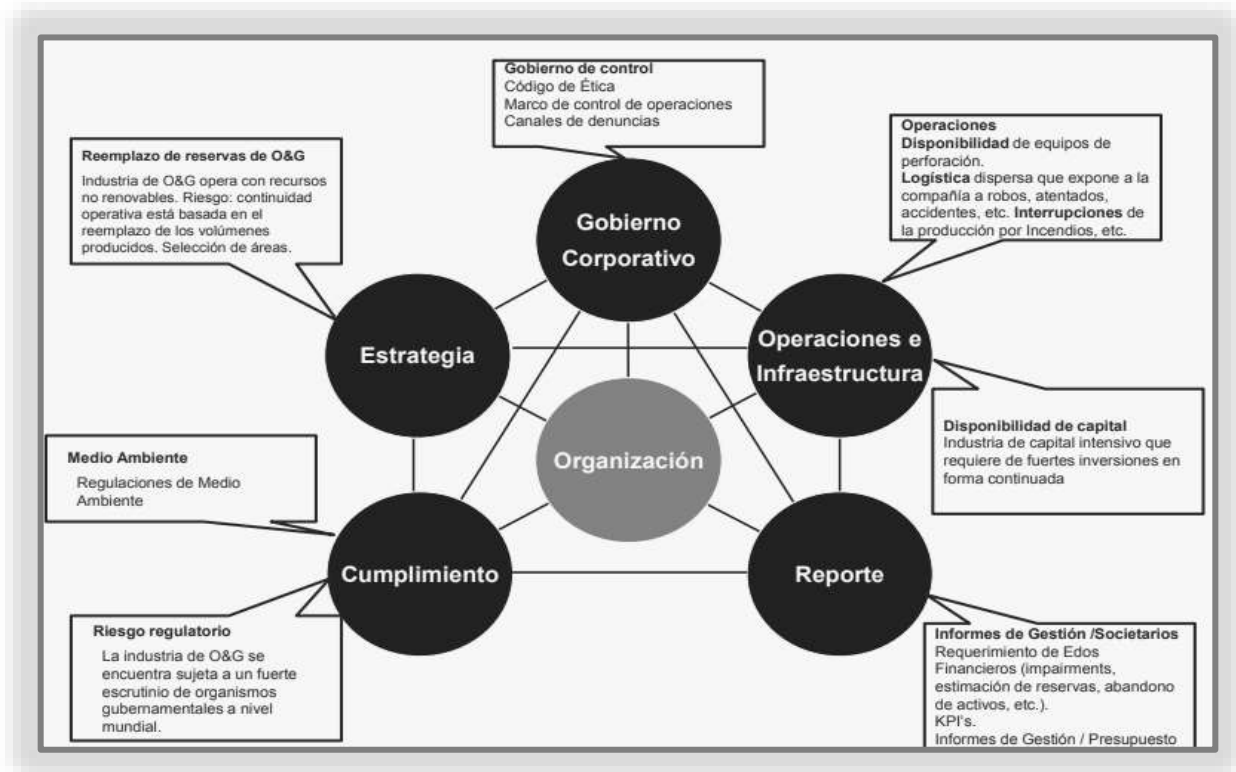 Gobierno de control
Código de Ética
Marco de control de operaciones
Canales de denuncias
Reemplazo de reservas de O&G
Industria de O&G opera con recursos
no renovables. Riesgo: continuidad
operativa está basada en el
reemplazo de los volúmenes
producidos. Selección de áreas.
Operaciones
Disponibilidad de equipos de
perforación.
Logística dispersa que expone a la
compañía a robos, atentados,
accidentes, etc. Interrupciones de
la producción por Incendios, etc.
Gobierno
Corporativo
Estrategia
Operaciones e
Infraestructura
Organización
Disponibilidad de capital
Industria de capital intensivo que
requiere de fuertes inversiones en
forma continuada
Medio Ambiente
Regulaciones de Medio
Ambiente
Cumplimiento
Reporte
Riesgo regulatorio
La industria de O&G se
encuentra sujeta a un fuerte
escrutinio de organismos
gubernamentales a nivel
mundial.
Informes de Gestión /Societarios
Requerimiento de Edos
Financieros (impairments,
estimación de reservas, abandono
de activos, etc.).
KPI's.
Informes de Gestión / Presupuesto